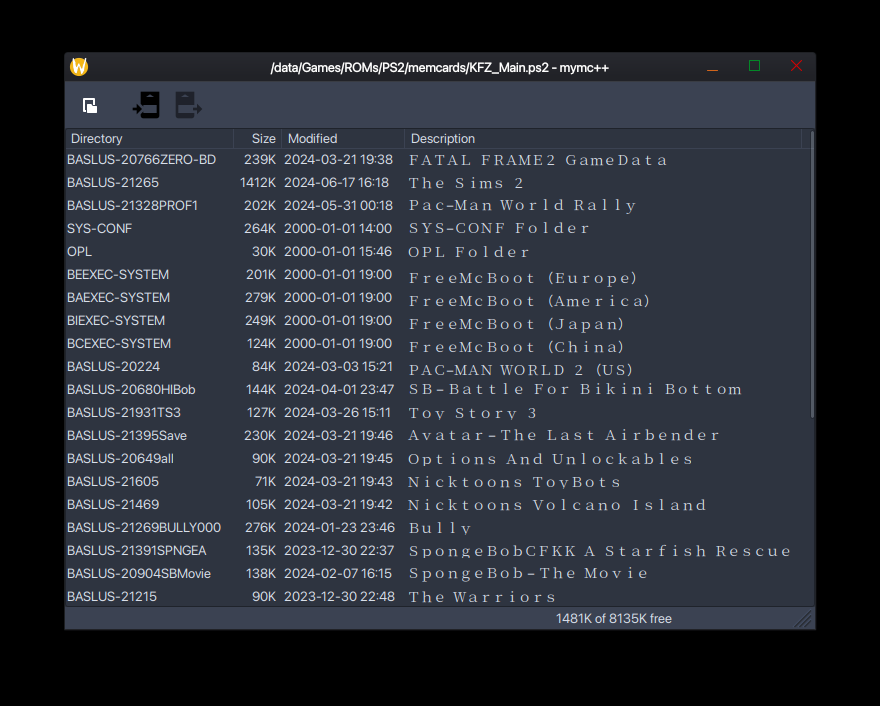 /data/Games/ROMs/PS2/memcards/KFZ_Main.ps2 - mymc++
Directory Size Modified Description
BASLUS-20766ZERO-BD 239K 2024-03-21 19:38 FATAL FRAME2 GameData
BASLUS-21265 1412K 2024-06-17 16:18 The Sims 2
BASLUS-21328PROF1 202K 2024-05-31 00:18 Pac-Man World Rally
SYS-CONF 264K 2000-01-01 14:00 SYS-CONF Folder
OPL 30K 2000-01-01 15:46 OPL Folder
BEEXEC-SYSTEM 201K 2000-01-01 19:00 FreeMcBoot (Europe)
BAEXEC-SYSTEM 279K 2000-01-01 19:00 FreeMcBoot (America)
BIEXEC-SYSTEM 249K 2000-01-01 19:00 FreeMcBoot (Japan)
BCEXEC-SYSTEM 124K 2000-01-01 19:00 FreeMcBoot (China)
BASLUS-20224 84K 2024-03-03 15:21 PAC-MAN WORLD 2 (US)
BASLUS-20680HIBob 144K 2024-04-01 23:47 SB-Battle For Bikini Bottom
BASLUS-21931TS3 127K 2024-03-26 15:11 Toy Story 3
BASLUS-21395Save 230K 2024-03-21 19:46 Avatar-The Last Airbender
BASLUS-20649all 90K 2024-03-21 19:45 Options And Unlockables
BASLUS-21605 71K 2024-03-21 19:43 Nicktoons ToyBots
BASLUS-21469 105K 2024-03-21 19:42 Nicktoons Volcano Island
BASLUS-21269BULLY000 276K 2024-01-23 23:46 Bully
BASLUS-21391SPNGEA 135K 2023-12-30 22:37 SpongeBobCFKK A Starfish Rescue
BASLUS-20904SBMovie 138K 2024-02-07 16:15 SpongeBob-The Movie
BASLUS-21215 90K 2023-12-30 22:48 The Warriors
1481K of 8135K free